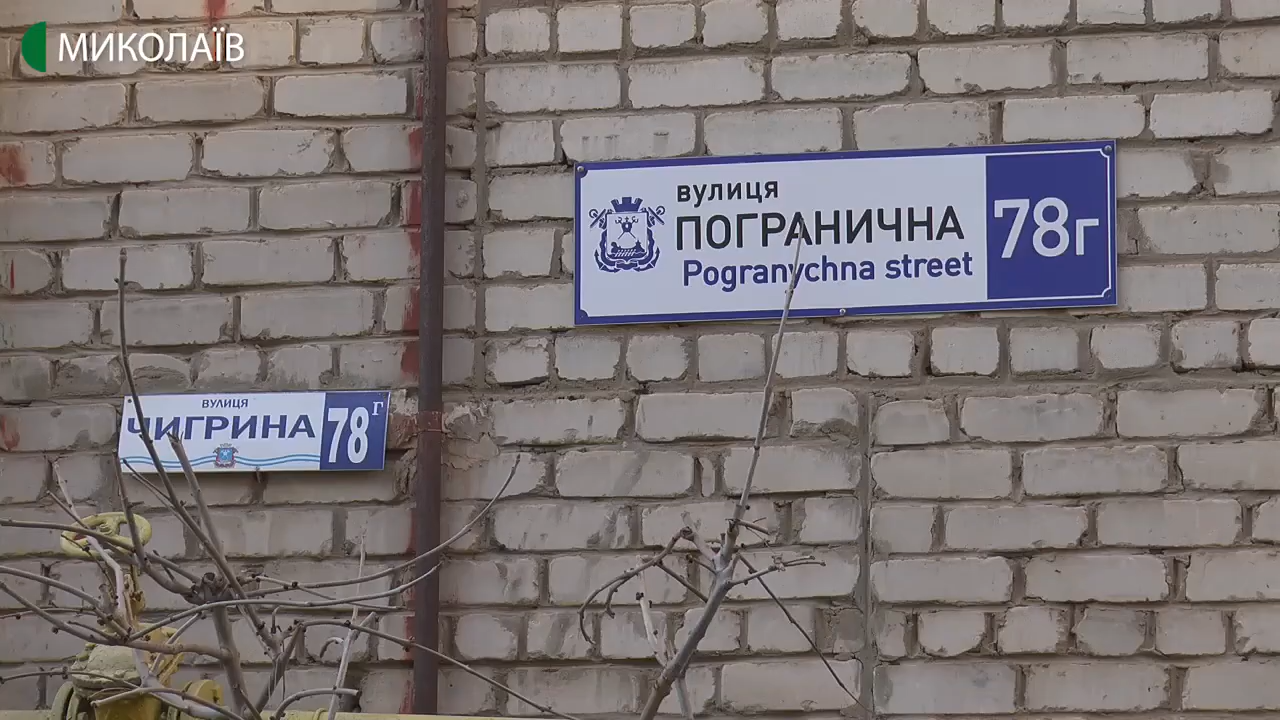 МИКОЛАЇВ
вулиця
ПОГРАНИЧНА
Pogranychna street
78г
ВУЛИЦЯ
ЧИГРИНА
78Г